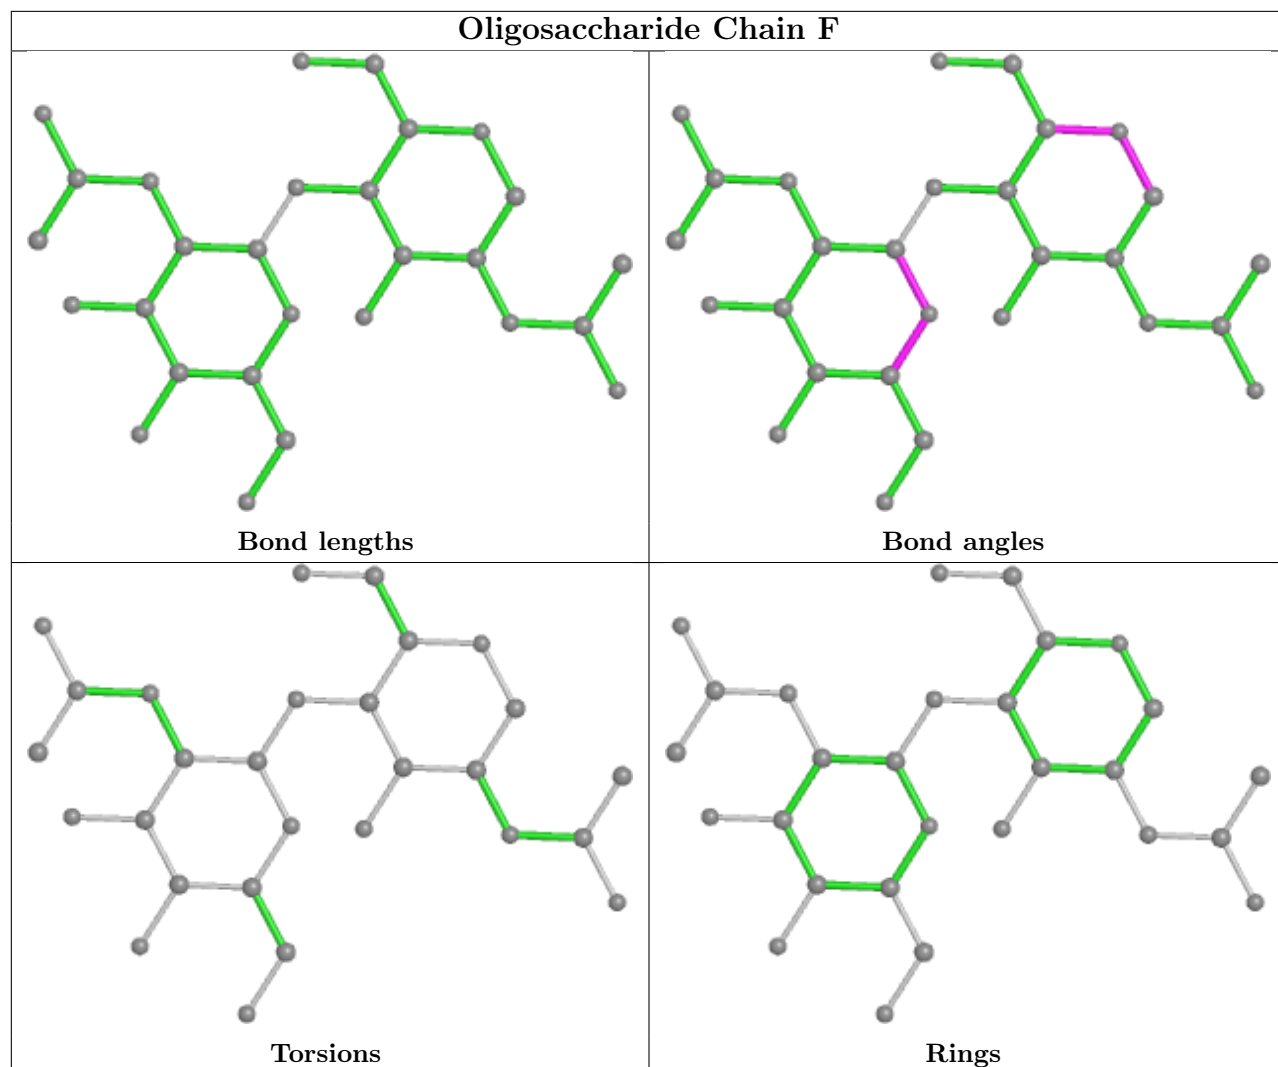 Oligosaccharide Chain F
Bond lengths
Bond angles
Torsions
Rings